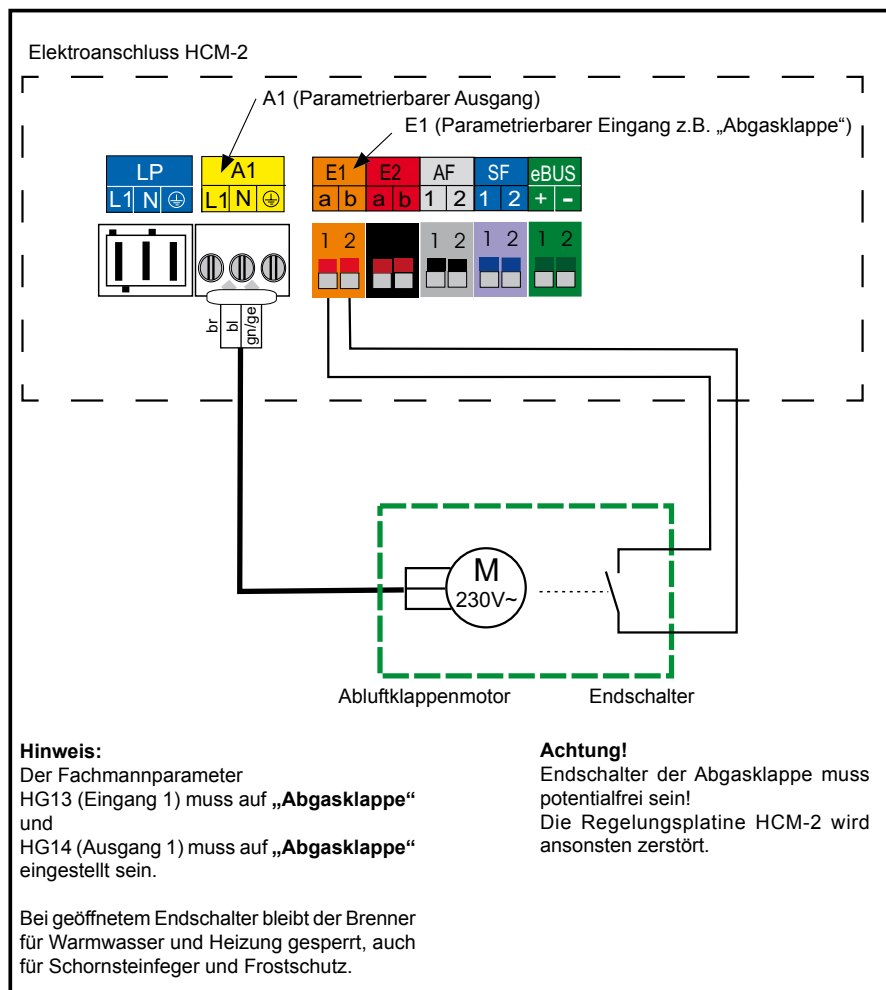 Elektroanschluss HCM-2
A1 (Parametrierbarer Ausgang)
E1 (Parametrierbarer Eingang z.B. „Abgasklappe“)
LP A1 E1 E2 AF SF eBUS
L1 N L1 N a b a b 1 2 1 2 + -
1 2 1 2 1 2 1 2
br
bl
gn/ge
M
230V~
Abluftklappenmotor Endschalter
Hinweis:
Der Fachmannparameter
HG13 (Eingang 1) muss auf „Abgasklappe“
und
HG14 (Ausgang 1) muss auf „Abgasklappe“
eingestellt sein.
Bei geöffnetem Endschalter bleibt der Brenner
für Warmwasser und Heizung gesperrt, auch
für Schornsteinfeger und Frostschutz.
Achtung!
Endschalter der Abgasklappe muss
potentialfrei sein!
Die Regelungsplatine HCM-2 wird
ansonsten zerstört.